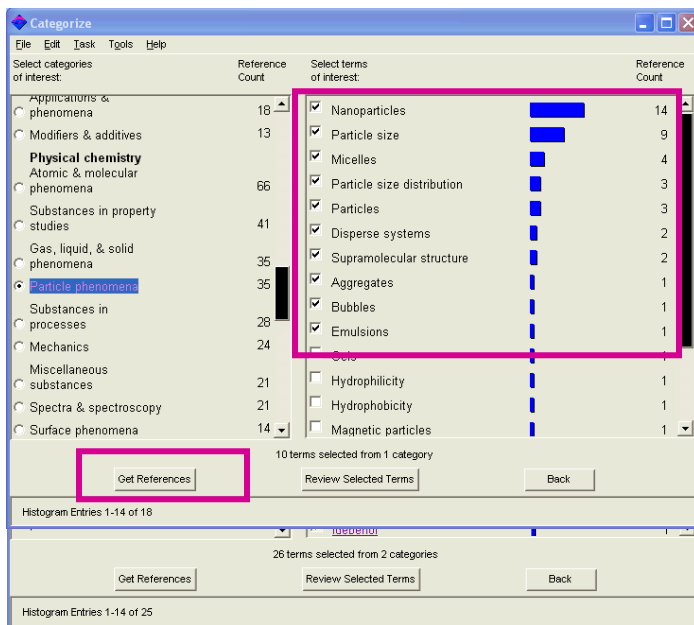 Categorize
File Edit Task Tools Help
Select categories
of interest:
Reference
Count
Select terms
of interest:
Reference
Count
Applications &
phenomena 18
Modifiers & additives 13
Physical chemistry
Atomic & molecular
phenomena 66
Substances in property
studies 41
Gas, liquid, & solid
phenomena 35
Particle phenomena 35
Substances in
processes 28
Mechanics 24
Miscellaneous
substances 21
Spectra & spectroscopy 21
Surface phenomena 14
Nanoparticles 14
Particle size 9
Micelles 4
Particle size distribution 3
Particles 3
Disperse systems 2
Supramolecular structure 2
Aggregates 1
Bubbles 1
Emulsions 1
Gels 1
Hydrophilicity 1
Hydrophobicity 1
Magnetic particles 1
10 terms selected from 1 category
Get References Review Selected Terms Back
Histogram Entries 1-14 of 18
Idebenol
26 terms selected from 2 categories
Get References Review Selected Terms Back
Histogram Entries 1-14 of 25